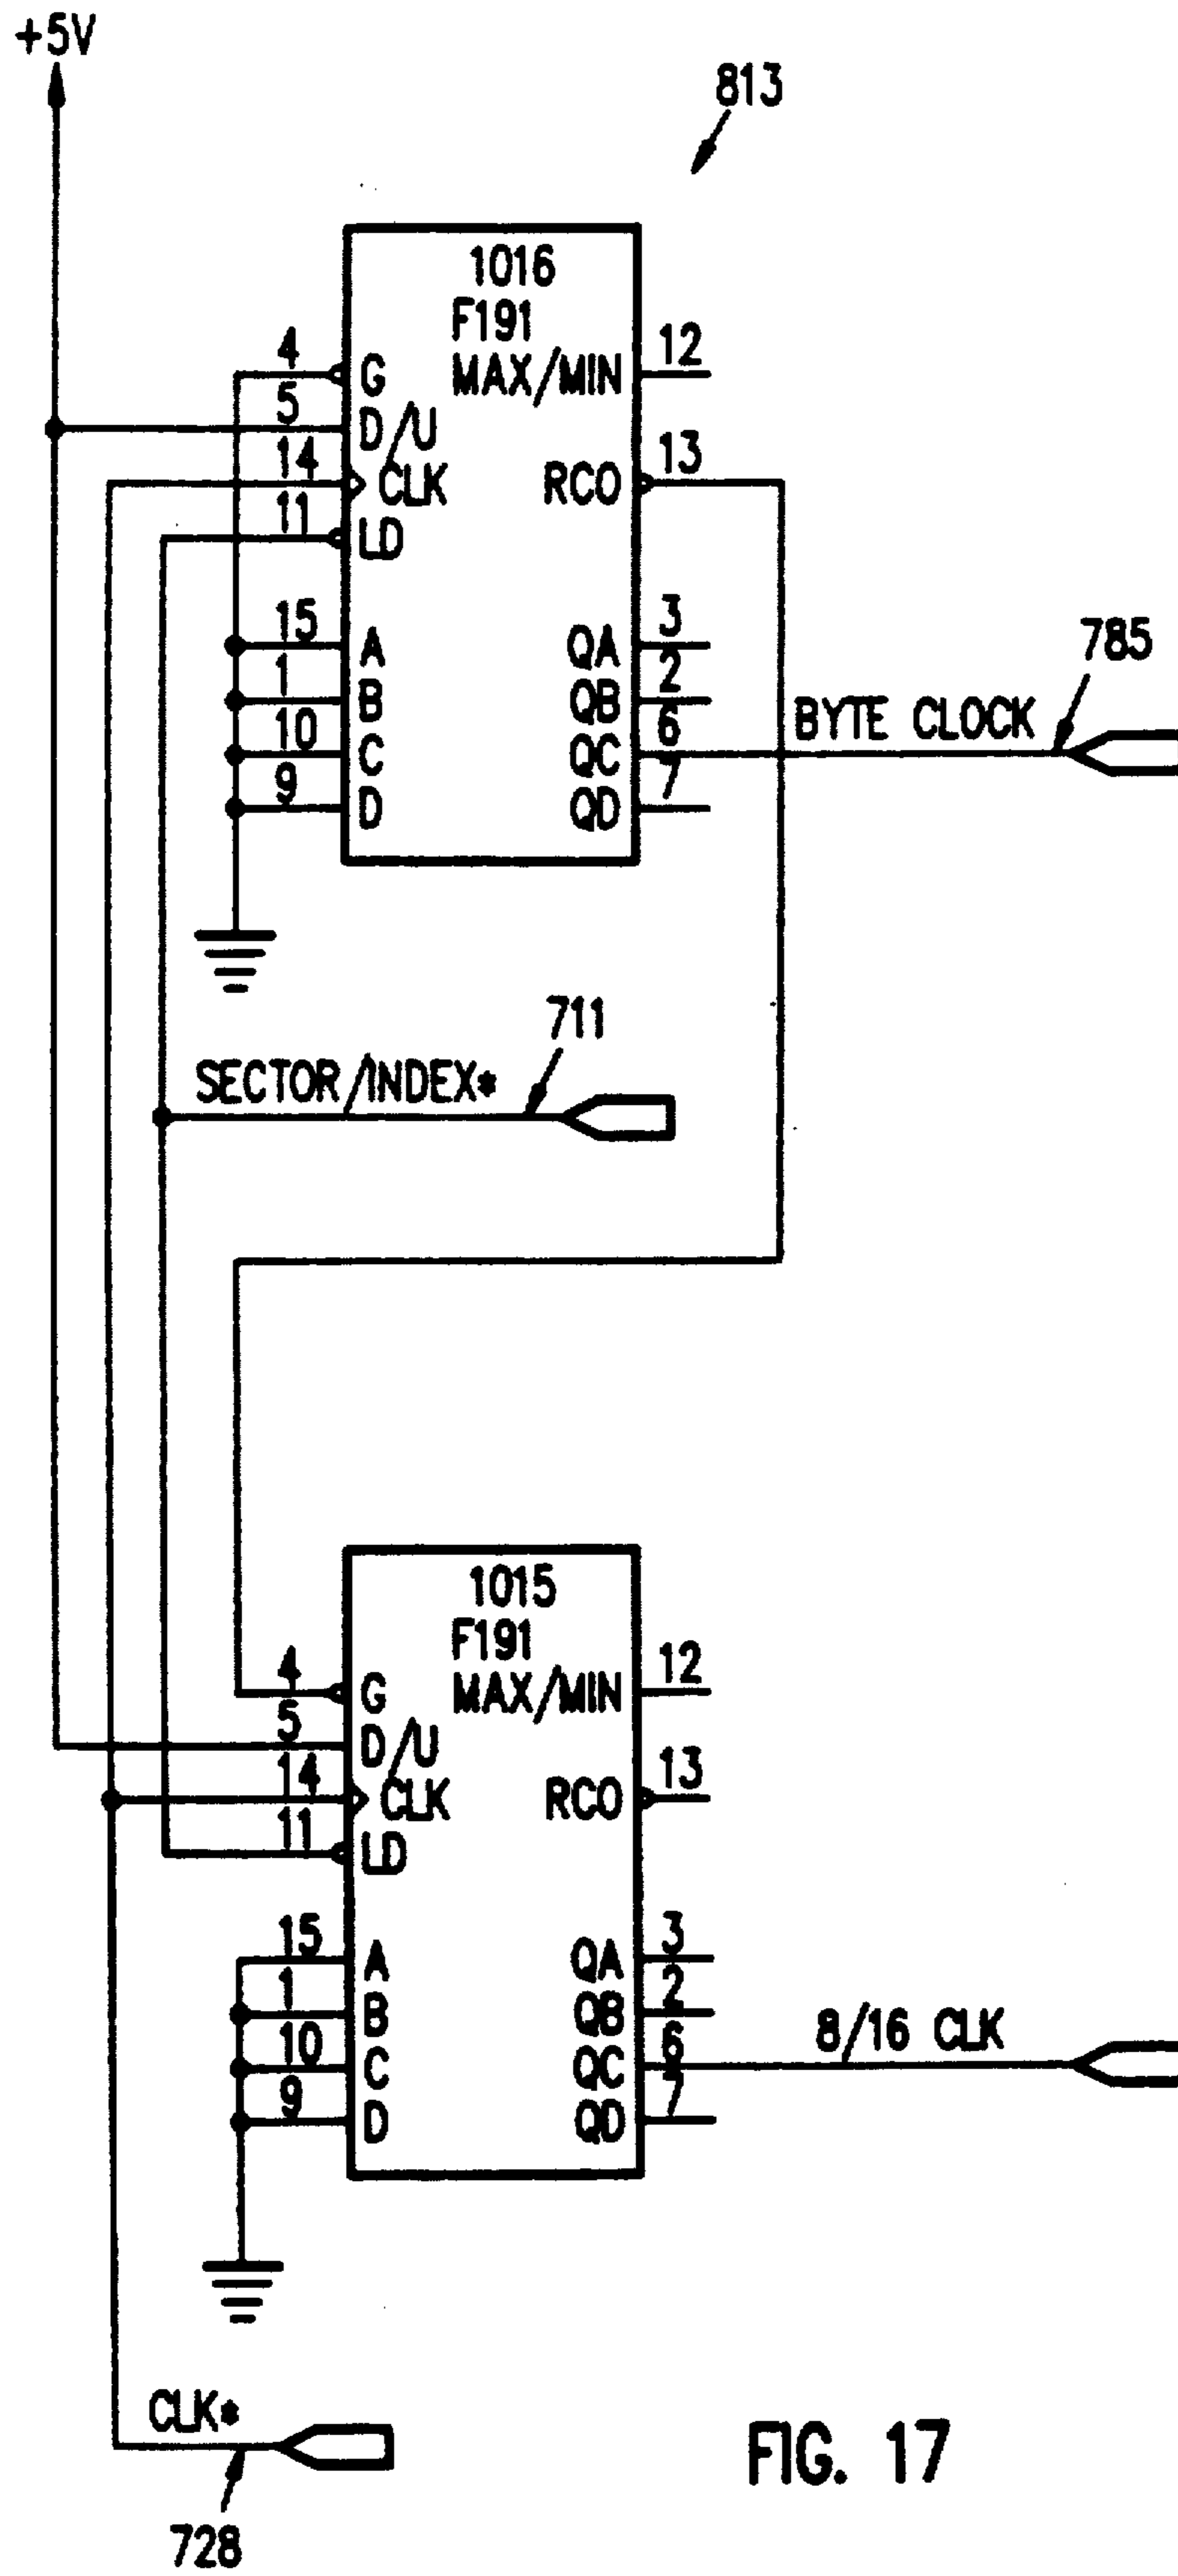 +5V
813
1016
F191
4 G MAX/MIN 12
5 D/U
14 CLK RCO 13
11 LD
15 A QA 3
1 B QB 2
10 C QC 6 BYTE CLOCK 785
9 D QD 7
711
SECTOR/INDEX*
1015
F191
4 G MAX/MIN 12
5 D/U
14 CLK RCO 13
11 LD
15 A QA 3
1 B QB 2
10 C QC 6 8/16 CLK
9 D QD 7
CLK*
728
FIG. 17